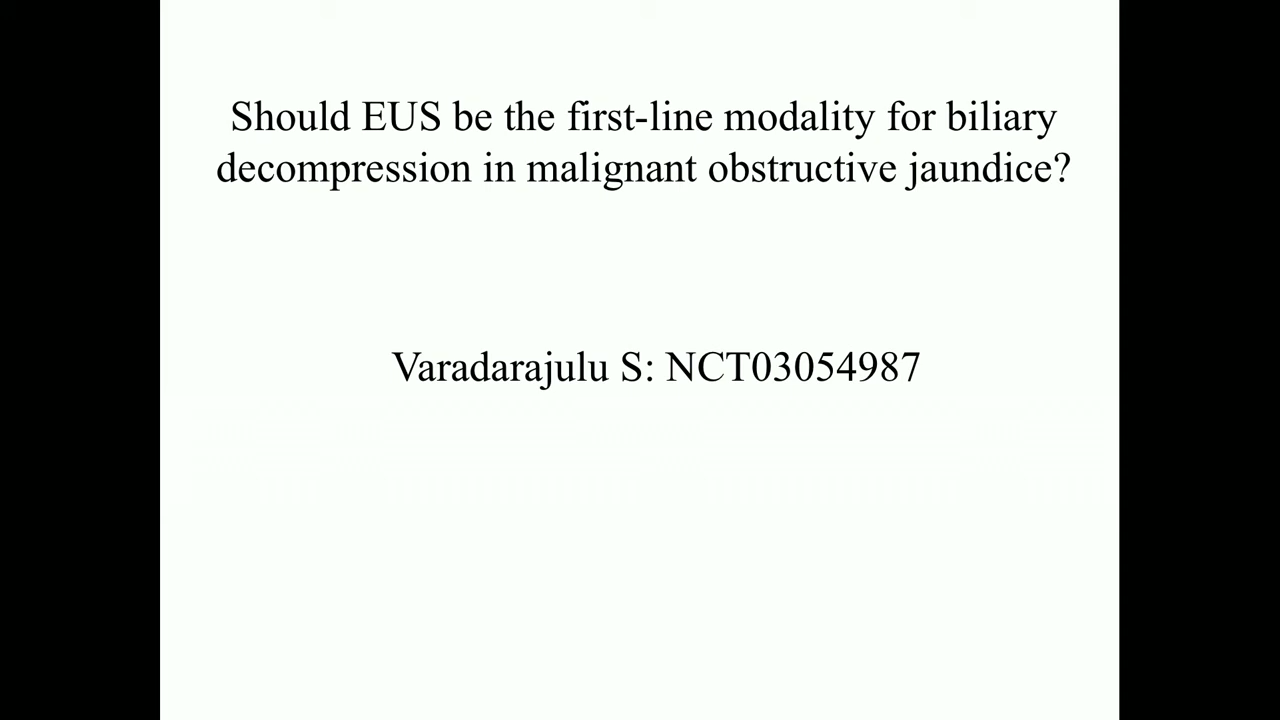 Should EUS be the first-line modality for biliary
decompression in malignant obstructive jaundice?
Varadarajulu S: NCT03054987